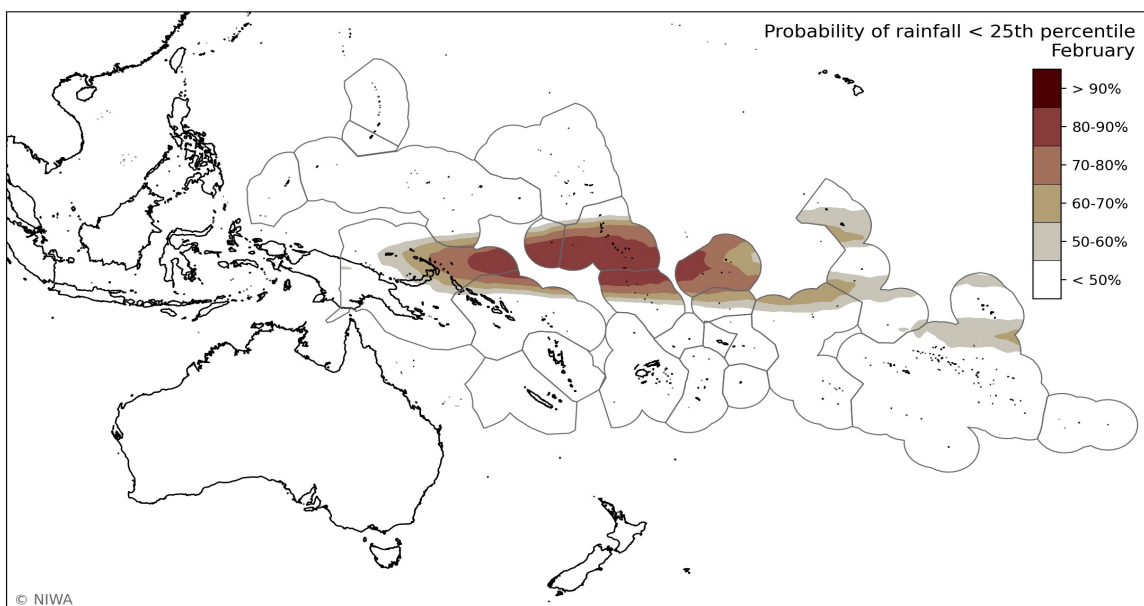 Probability of rainfall < 25th percentile
February
> 90%
80-90%
70-80%
60-70%
50-60%
< 50%
© NIWA